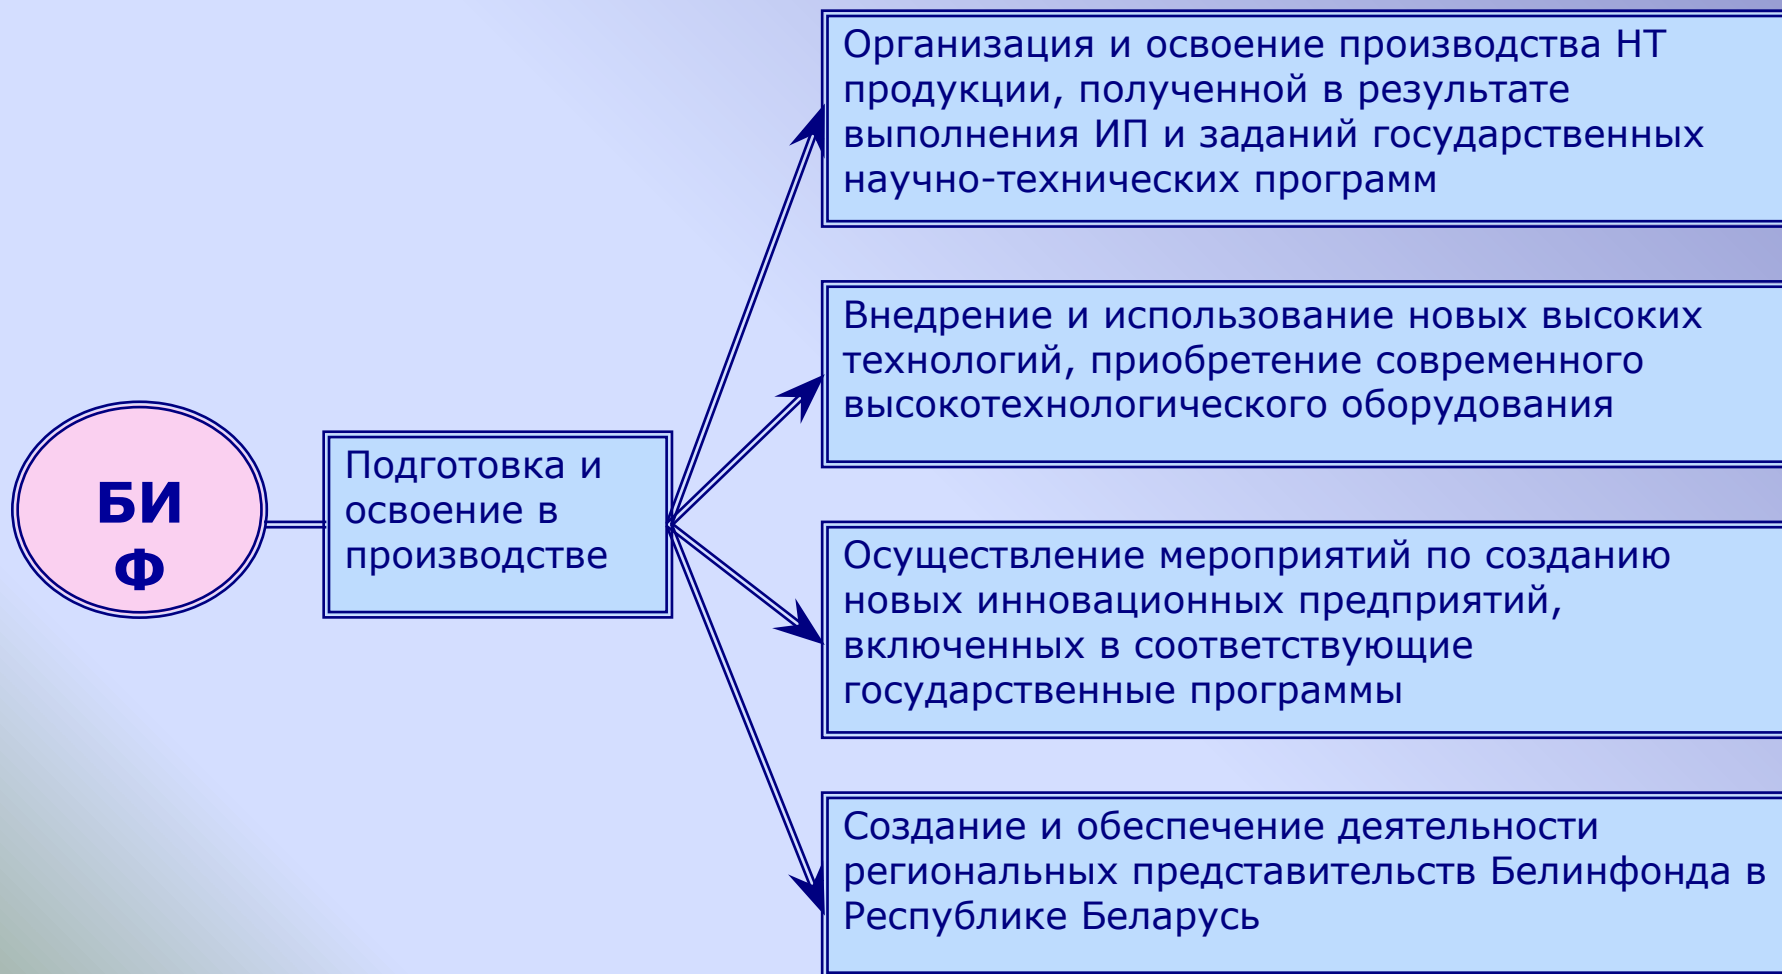 БИ
Ф
Подготовка и
освоение в
производстве
Организация и освоение производства НТ
продукции, полученной в результате
выполнения ИП и заданий государственных
научно-технических программ
Внедрение и использование новых высоких
технологий, приобретение современного
высокотехнологического оборудования
Осуществление мероприятий по созданию
новых инновационных предприятий,
включенных в соответствующие
государственные программы
Создание и обеспечение деятельности
региональных представительств Белинфонда в
Республике Беларусь